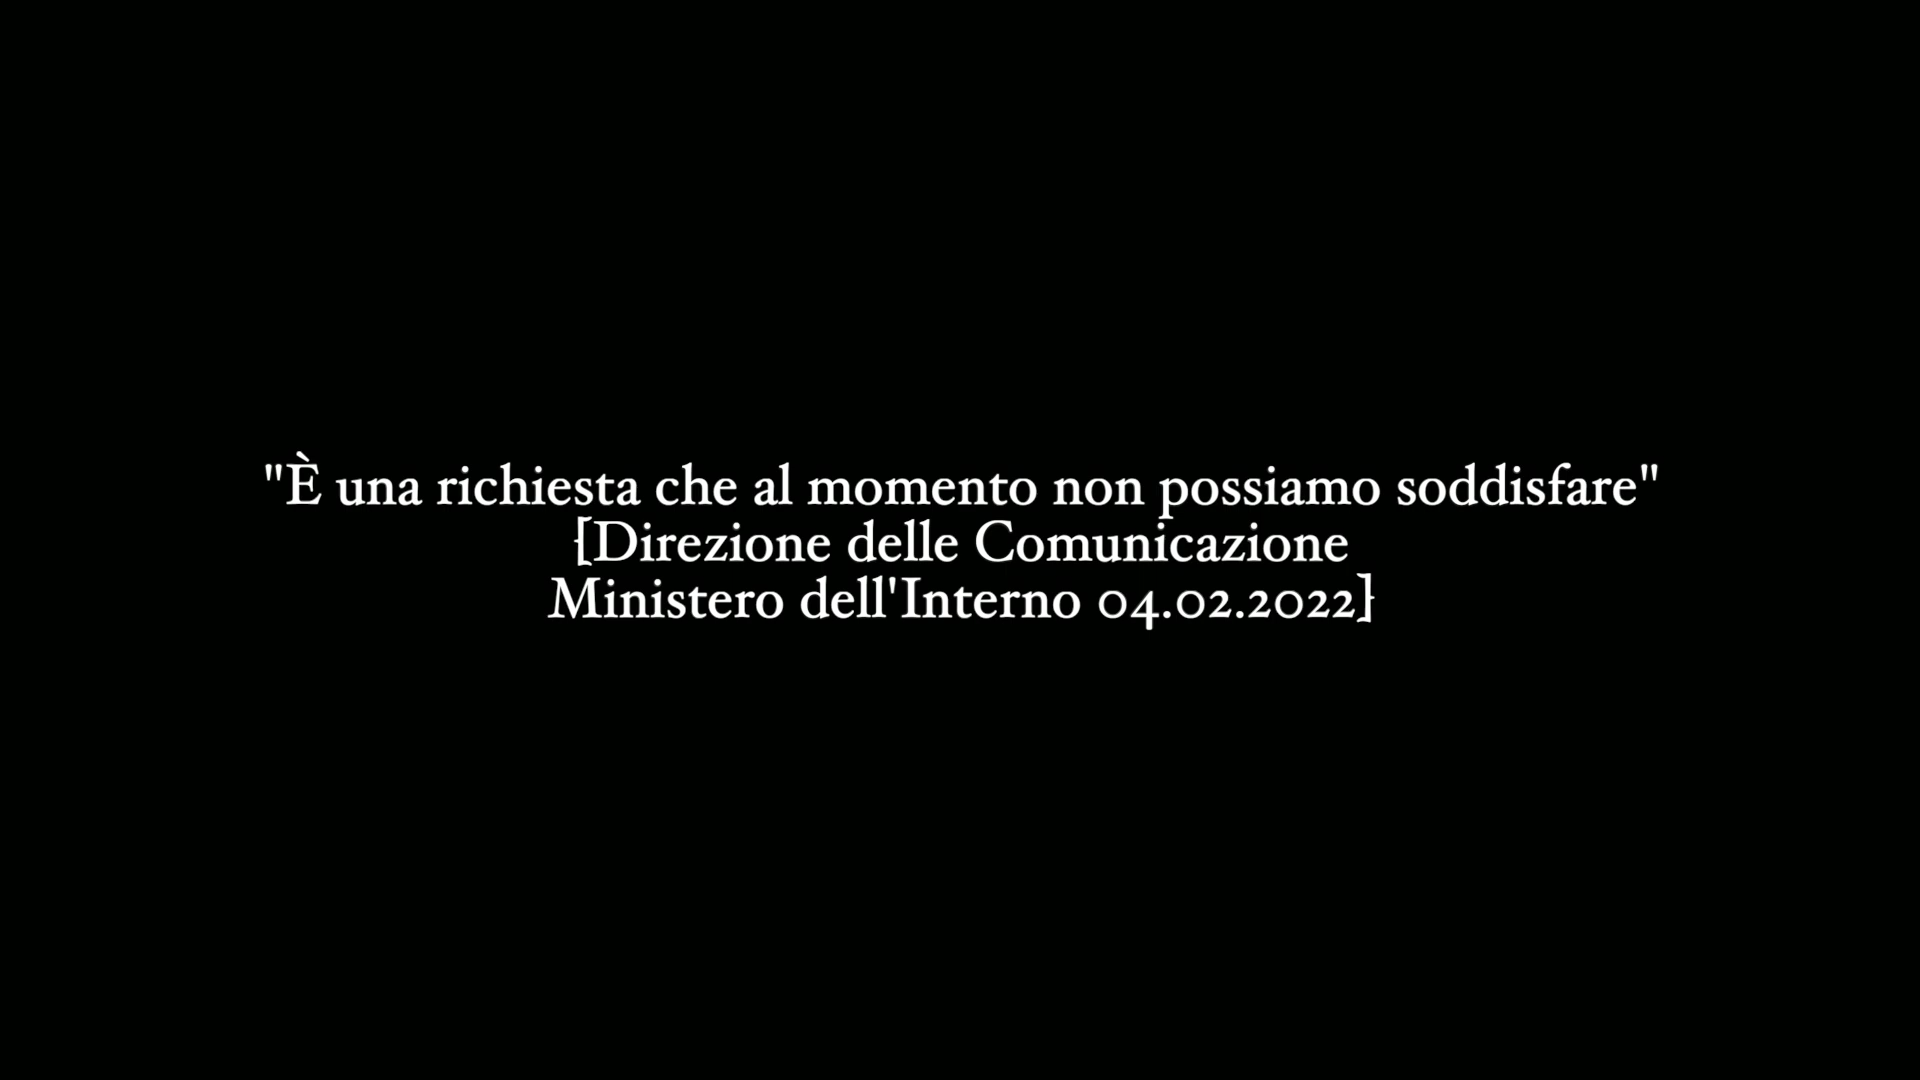 "È una richiesta che al momento non possiamo soddisfare"
[Direzione delle Comunicazione
Ministero dell'Interno 04.02.2022]